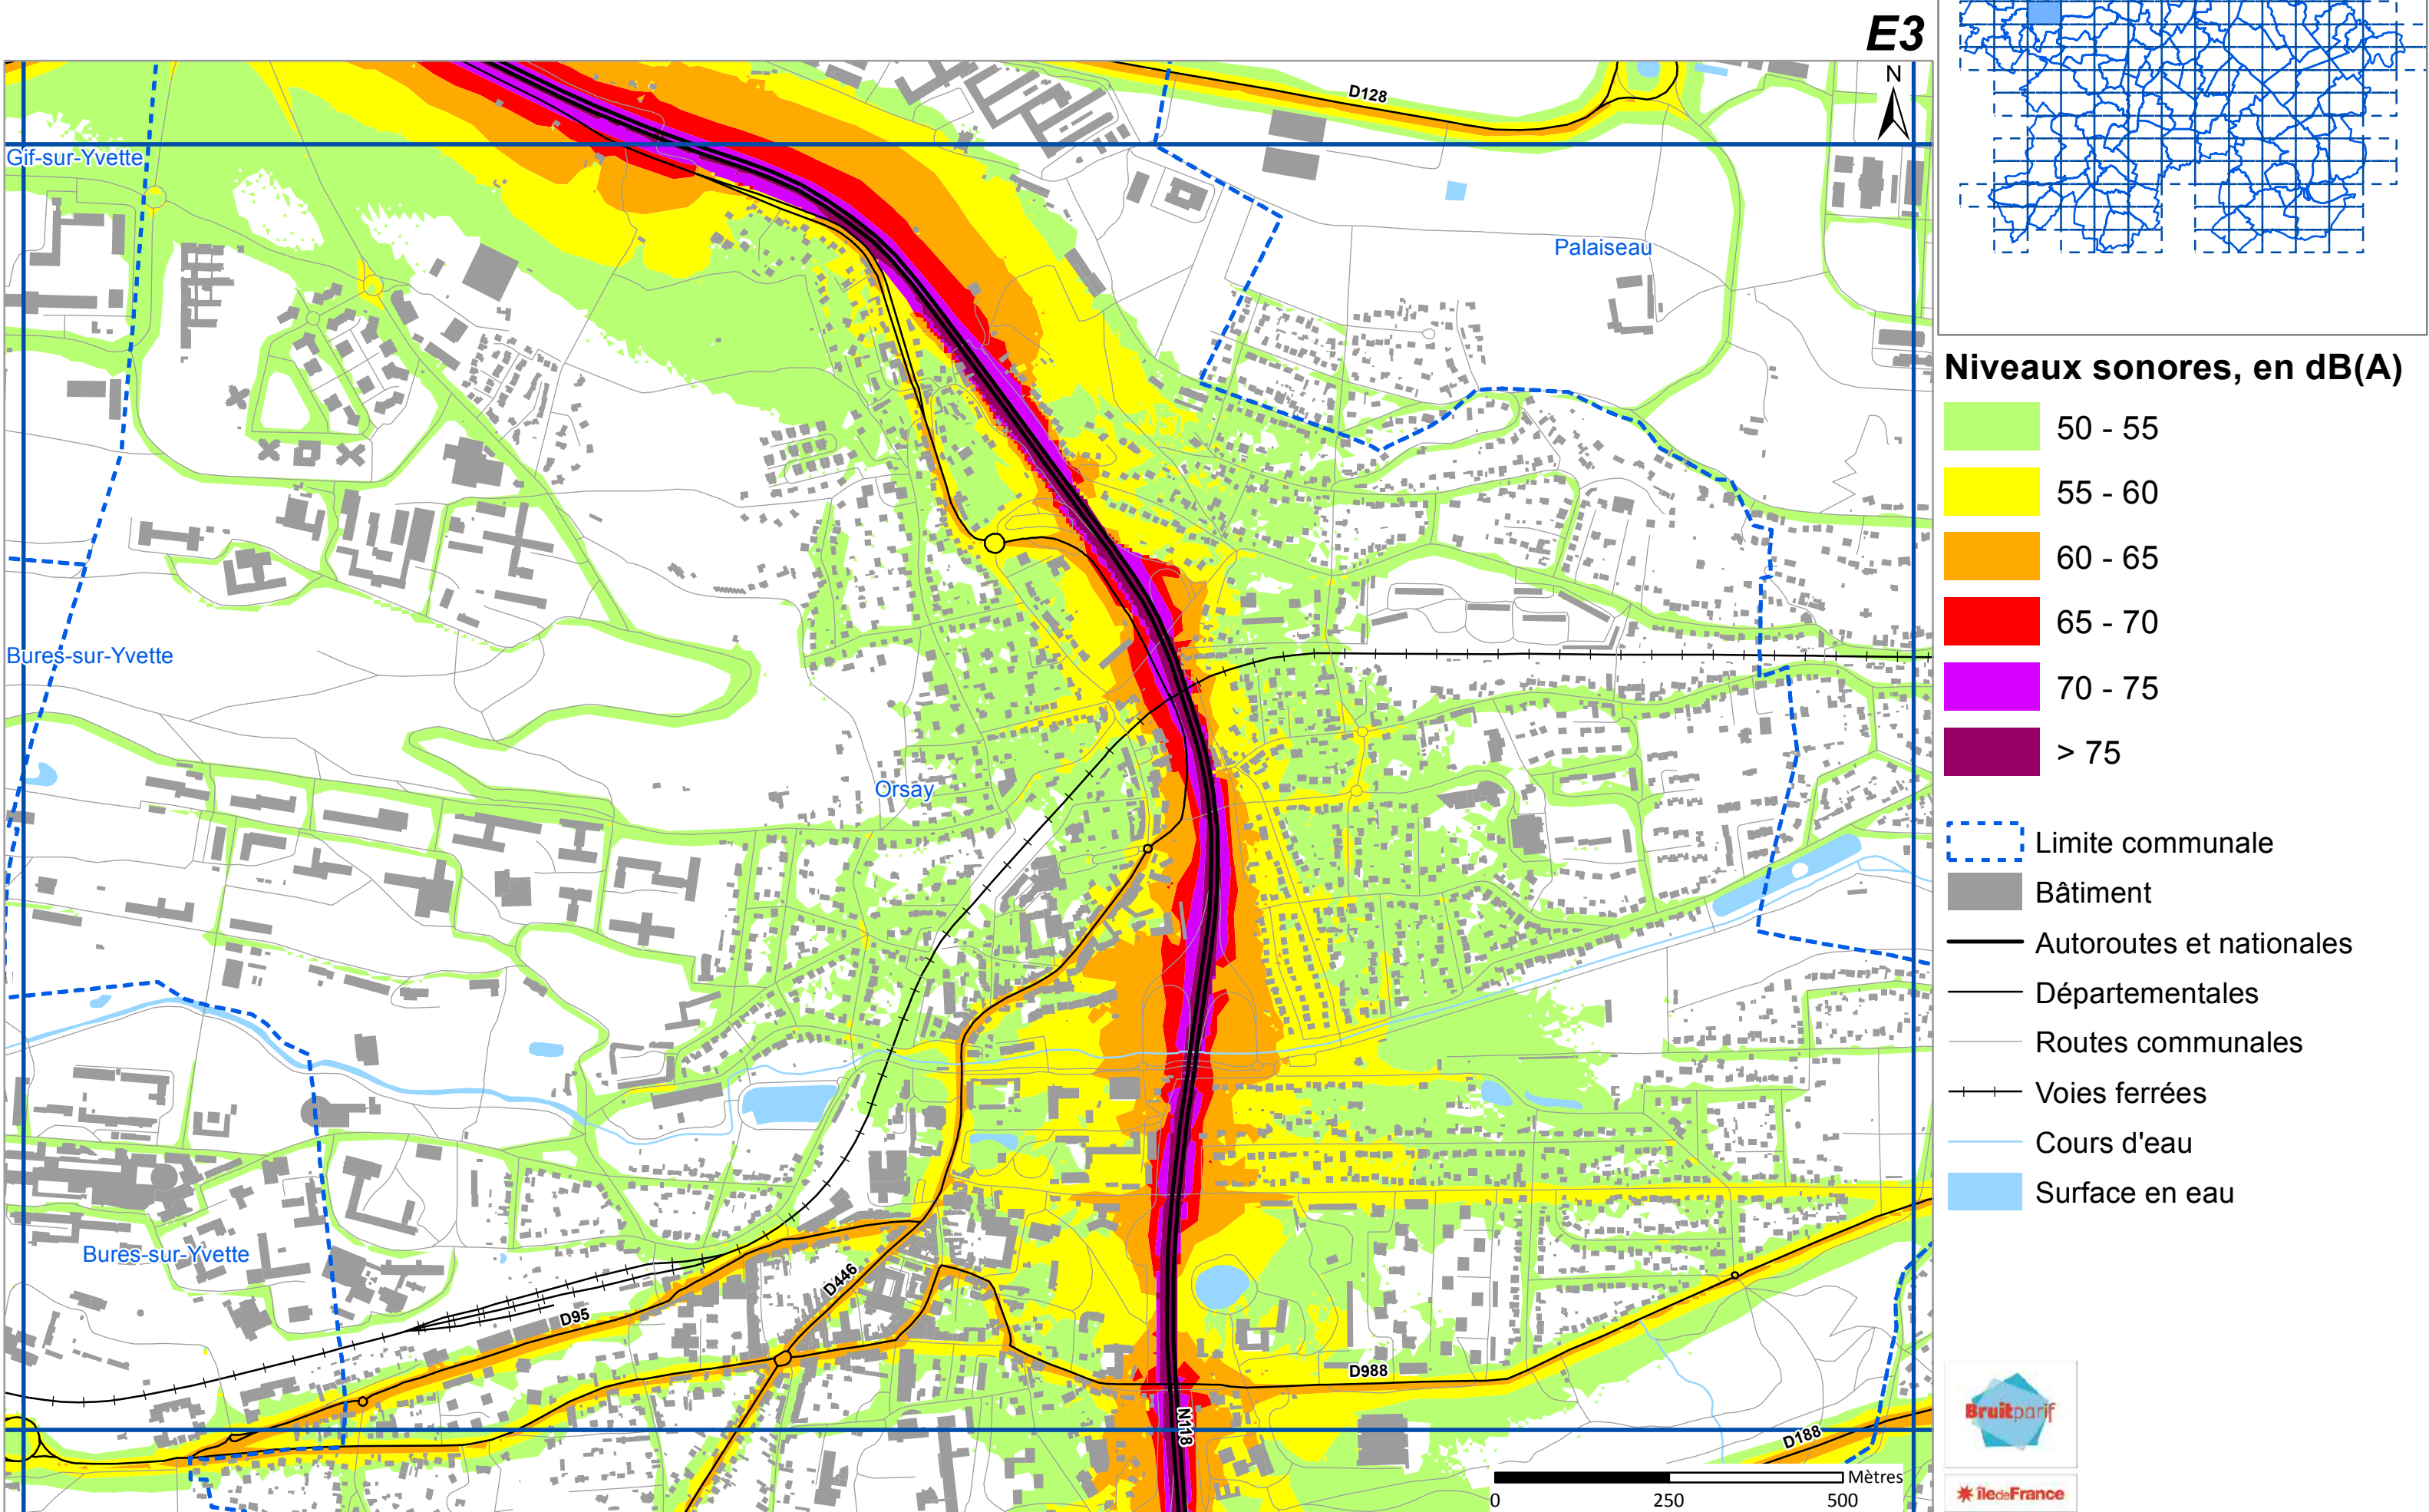 E3
N
D128
Gif-sur-Yvette
Palaiseau
Bures-sur-Yvette
Orsay
Bures-sur-Yvette
D446
D95
D988
N118
D188
Mètres
0 250 500
Niveaux sonores, en dB(A)
50 - 55
55 - 60
60 - 65
65 - 70
70 - 75
> 75
Limite communale
Bâtiment
Autoroutes et nationales
Départementales
Routes communales
Voies ferrées
Cours d'eau
Surface en eau
Bruitparif
îledeFrance